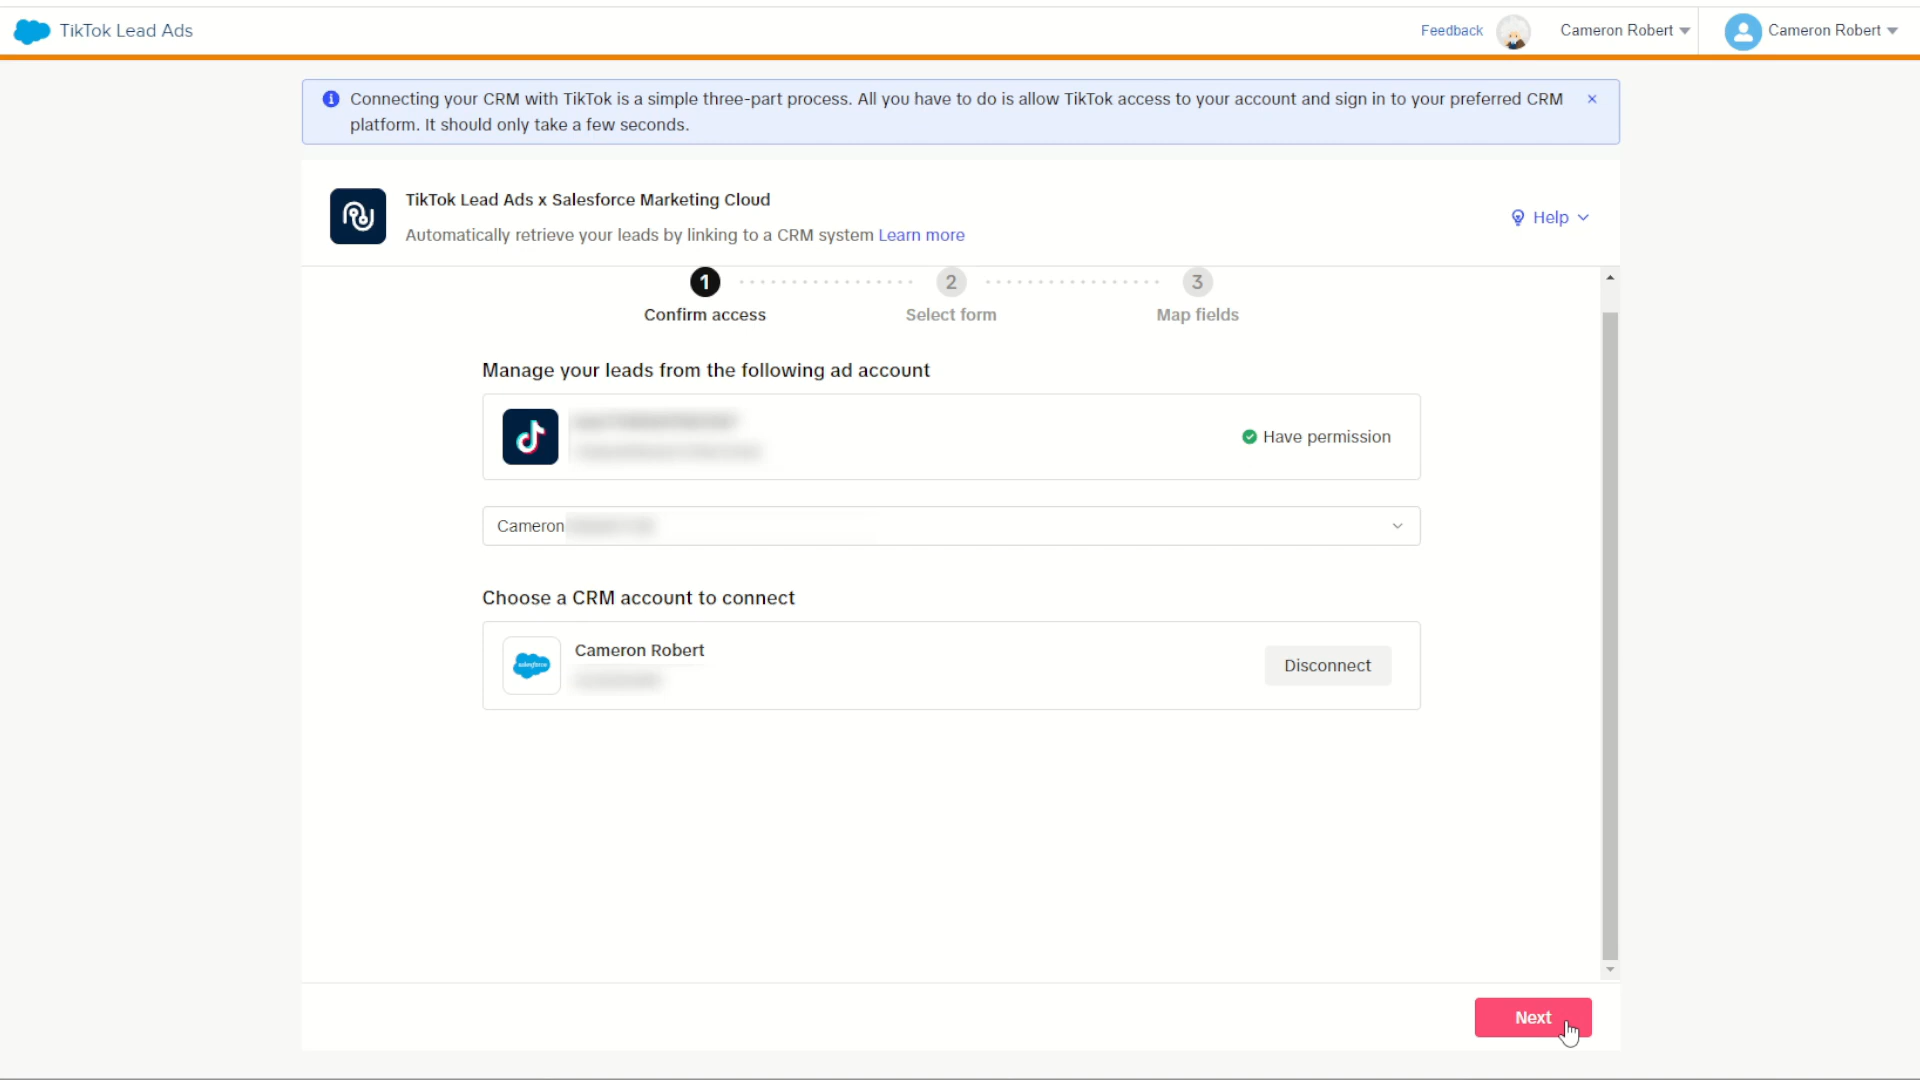 TikTok Lead Ads
Feedback
Cameron Robert
Cameron Robert
Connecting your CRM with TikTok is a simple three-part process. All you have to do is allow TikTok access to your account and sign in to your preferred CRM
platform. It should only take a few seconds.
TikTok Lead Ads x Salesforce Marketing Cloud
Automatically retrieve your leads by linking to a CRM system Learn more
Help
1
2
3
Confirm access
Select form
Map fields
Manage your leads from the following ad account
Have permission
Cameron
Choose a CRM account to connect
salesforce
Cameron Robert
Disconnect
Next